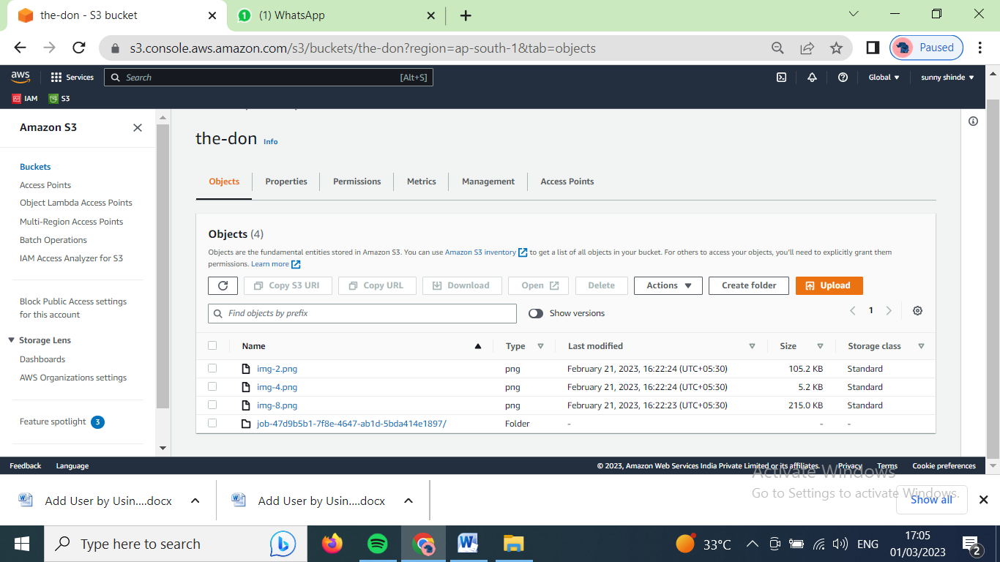 the-don - S3 bucket
(1) WhatsApp
s3.console.aws.amazon.com/s3/buckets/the-don?region=ap-south-1&tab=objects
Paused
aws
Services
Search
[Alt+S]
Global
sunny shinde
IAM
S3
Amazon S3
Buckets
Access Points
Object Lambda Access Points
Multi-Region Access Points
Batch Operations
IAM Access Analyzer for S3
Block Public Access settings
for this account
Storage Lens
Dashboards
AWS Organizations settings
Feature spotlight 3
the-don Info
Objects Properties Permissions Metrics Management Access Points
Objects (4)
Objects are the fundamental entities stored in Amazon S3. You can use Amazon S3 inventory to get a list of all objects in your bucket. For others to access your objects, you'll need to explicitly grant them
permissions. Learn more
Copy S3 URI Copy URL Download Open Delete Actions Create folder Upload
Find objects by prefix
Show versions
1
Name Type Last modified Size Storage class
img-2.png png February 21, 2023, 16:22:24 (UTC+05:30) 105.2 KB Standard
img-4.png png February 21, 2023, 16:22:24 (UTC+05:30) 5.2 KB Standard
img-8.png png February 21, 2023, 16:22:23 (UTC+05:30) 215.0 KB Standard
job-47d9b5b1-7f8e-4647-ab1d-5bda414e1897/ Folder - - -
Feedback Language
© 2023, Amazon Web Services India Private Limited or its affiliates. Privacy Terms Cookie preferences
Activate Windows
Go to Settings to activate Windows.
Add User by Usin....docx
Add User by Usin....docx
Show all
Type here to search
33°C
ENG
17:05
01/03/2023
2